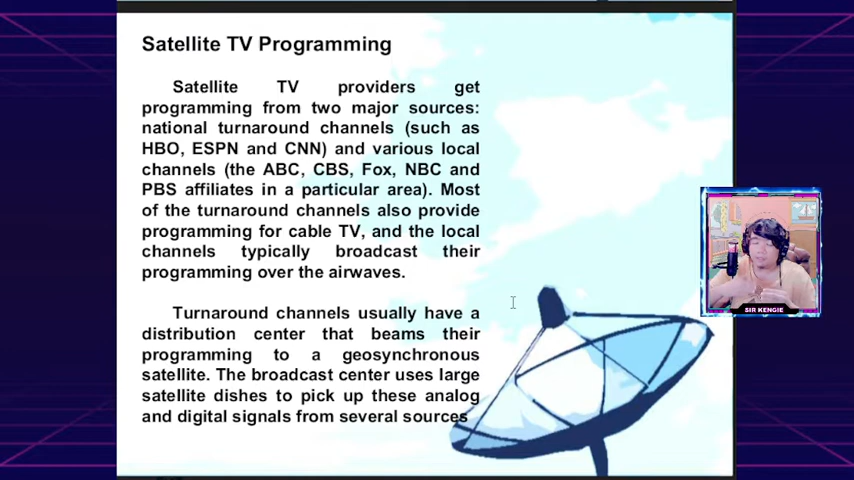 Satellite TV Programming
Satellite TV providers get
programming from two major sources:
national turnaround channels (such as
HBO, ESPN and CNN) and various local
channels (the ABC, CBS, Fox, NBC and
PBS affiliates in a particular area). Most
of the turnaround channels also provide
programming for cable TV, and the local
channels typically broadcast their
programming over the airwaves.
Turnaround channels usually have a
distribution center that beams their
programming to a geosynchronous
satellite. The broadcast center uses large
satellite dishes to pick up these analog
and digital signals from several sources
SIR KENGIE